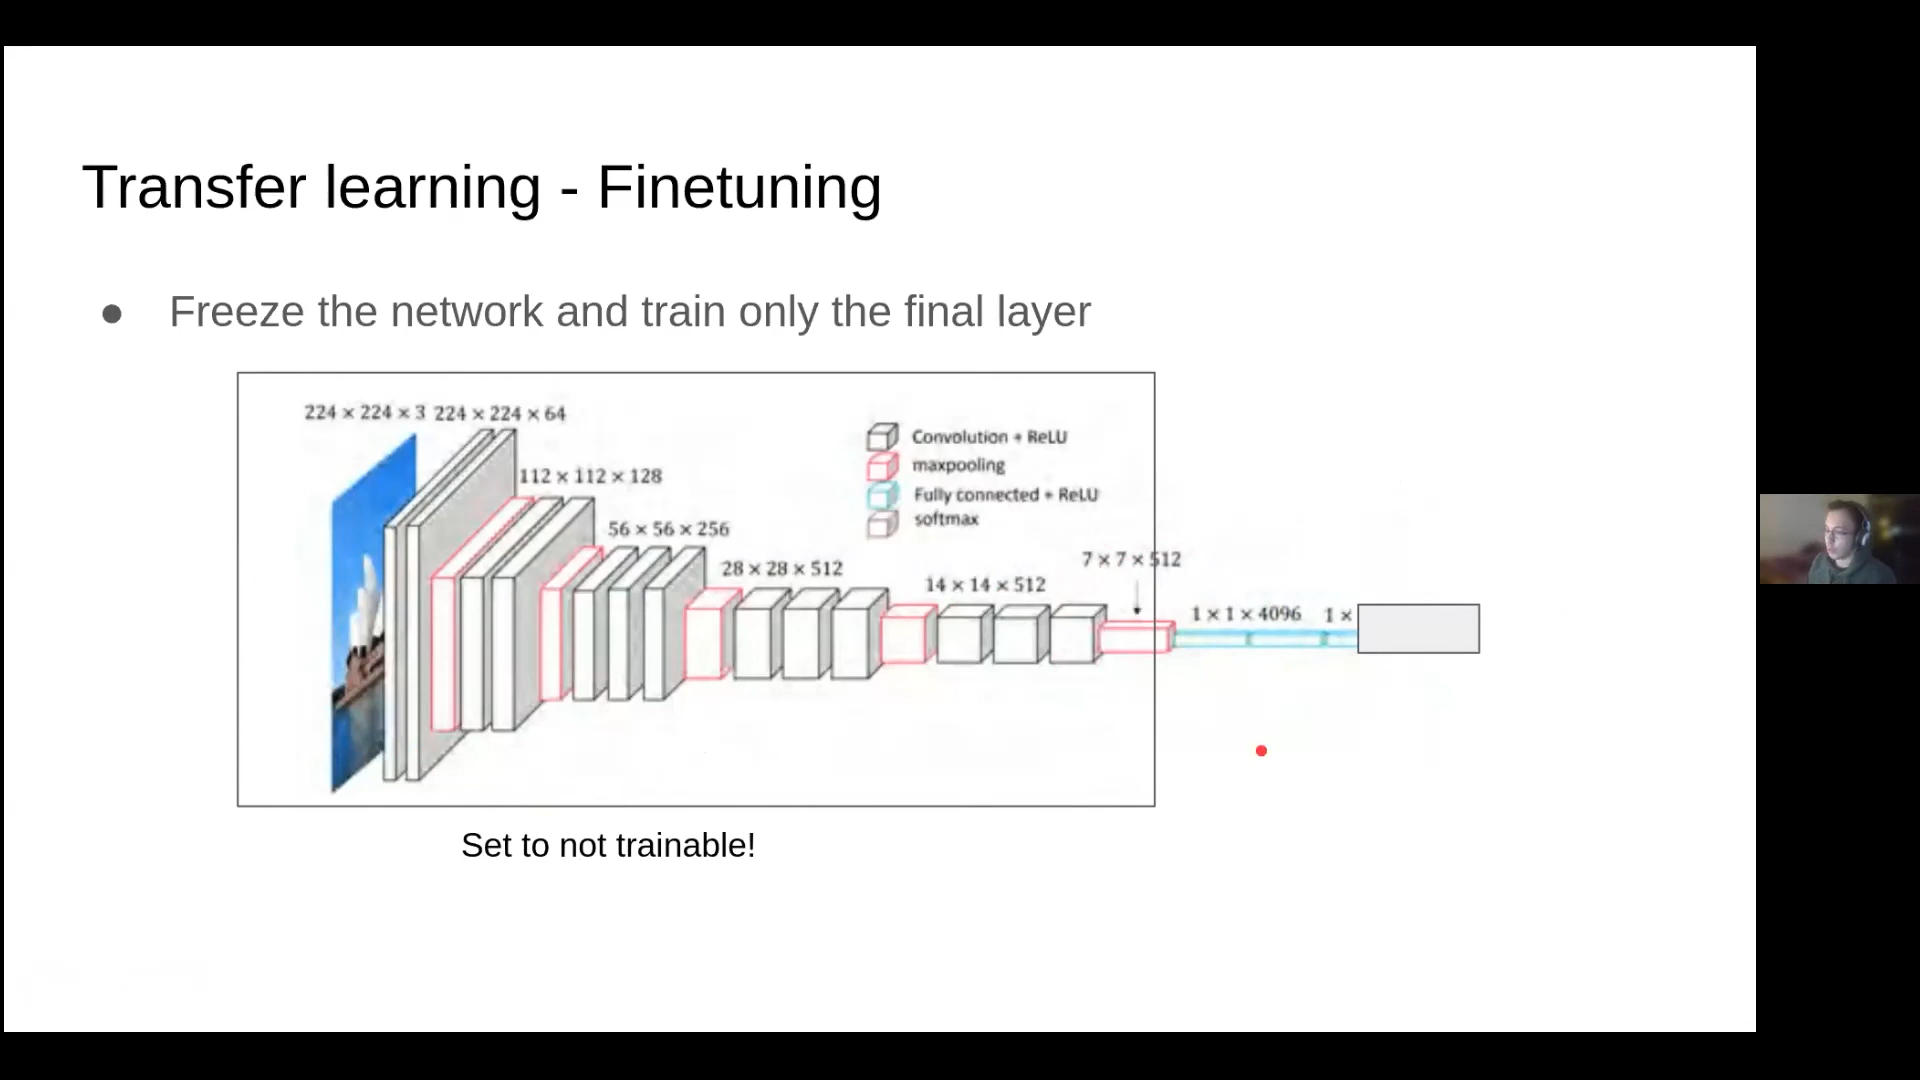 Transfer learning - Finetuning
● Freeze the network and train only the final layer
224 × 224 × 3 224 × 224 × 64
112 × 112 × 128
56 × 56 × 256
28 × 28 × 512
14 × 14 × 512
7 × 7 × 512
1 × 1 × 4096 1 ×
Convolution + ReLU
maxpooling
Fully connected + ReLU
softmax
Set to not trainable!